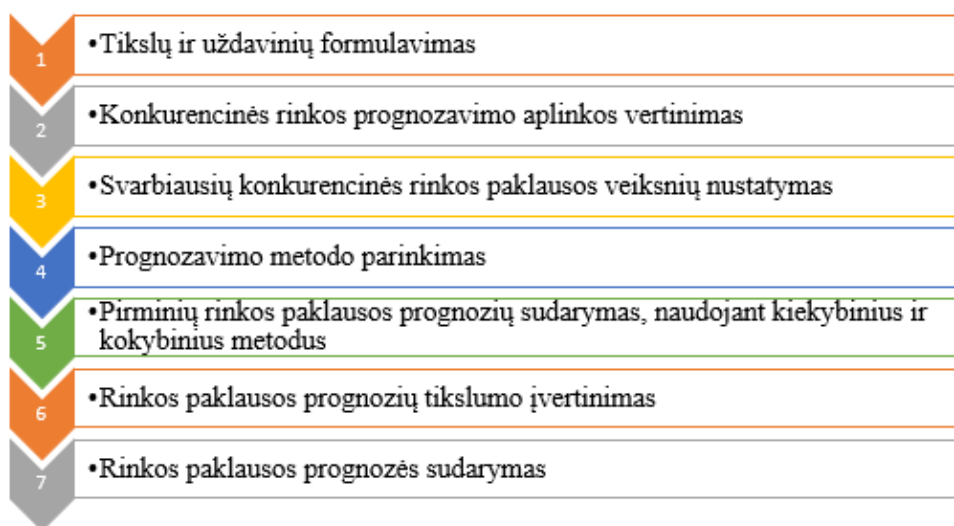 1
•Tikslų ir uždavinių formulavimas
2
•Konkurencinės rinkos prognozavimo aplinkos vertinimas
3
•Svarbiausių konkurencinės rinkos paklausos veiksnių nustatymas
4
•Prognozavimo metodo parinkimas
5
•Pirminių rinkos paklausos prognozių sudarymas, naudojant kiekybinius ir
kokybinius metodus
6
•Rinkos paklausos prognozių tikslumo įvertinimas
7
•Rinkos paklausos prognozės sudarymas